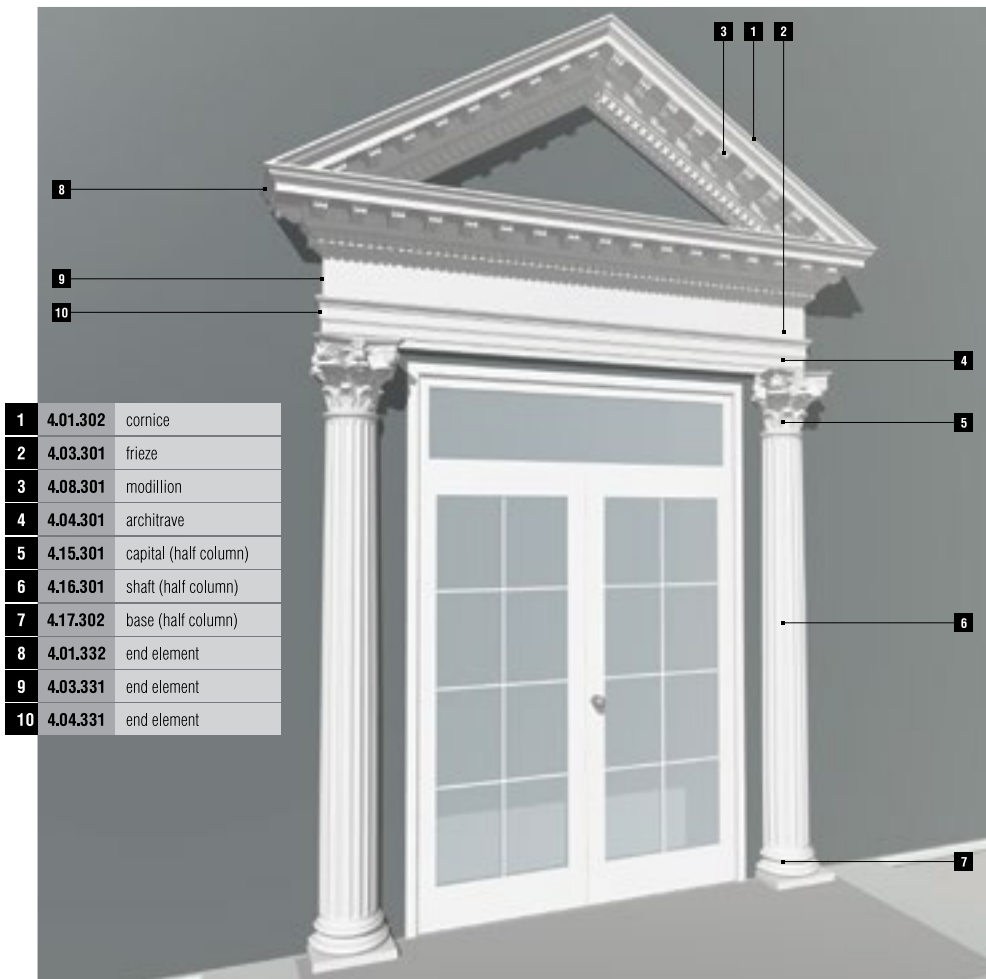 3 1 2
8
9
10
4
5
1 4.01.302 cornice
2 4.03.301 frieze
3 4.08.301 modillion
4 4.04.301 architrave
5 4.15.301 capital (half column)
6 4.16.301 shaft (half column)
7 4.17.302 base (half column)
8 4.01.332 end element
9 4.03.331 end element
10 4.04.331 end element
6
7